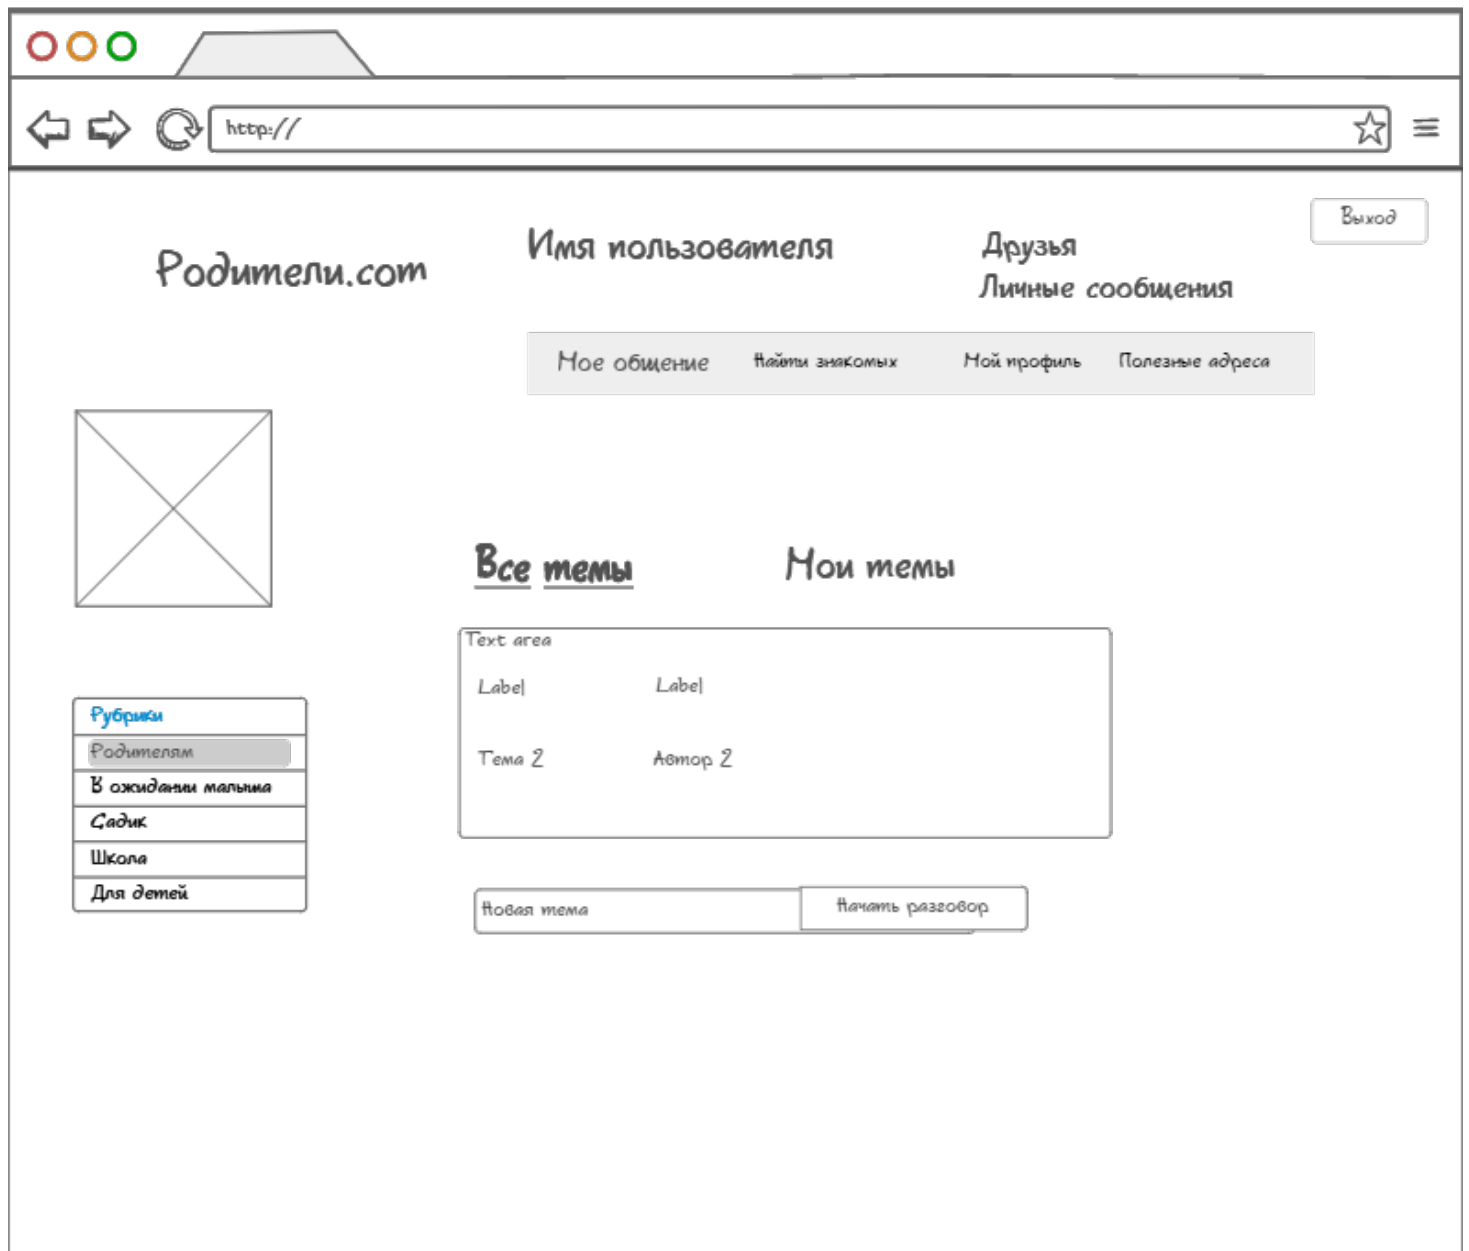 http://
Выход
Родители.com
Имя пользователя
Друзья
Личные сообщения
Мое общение Найти знакомых Мой профиль Полезные адреса
Все темы Мои темы
Text area
Label Label
Тема 2 Автор 2
Рубрики
Родителям
В ожидании малыша
Садик
Школа
Для детей
Новая тема Начать разговор